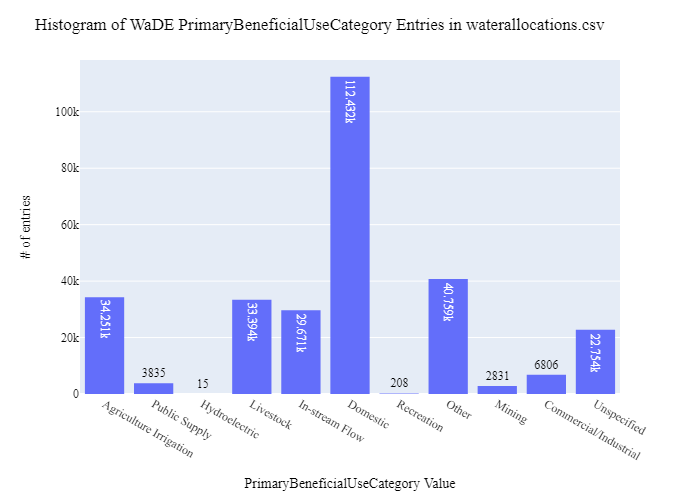 Histogram of WaDE PrimaryBeneficialUseCategory Entries in waterallocations.csv
# of entries
100k
80k
60k
40k
20k
0
34.251k
3835
15
33.394k
29.671k
112.432k
208
40.759k
2831
6806
22.754k
Agriculture Irrigation
Public Supply
Hydroelectric
Livestock
In-stream Flow
Domestic
Recreation
Other
Mining
Commercial/Industrial
Unspecified
PrimaryBeneficialUseCategory Value